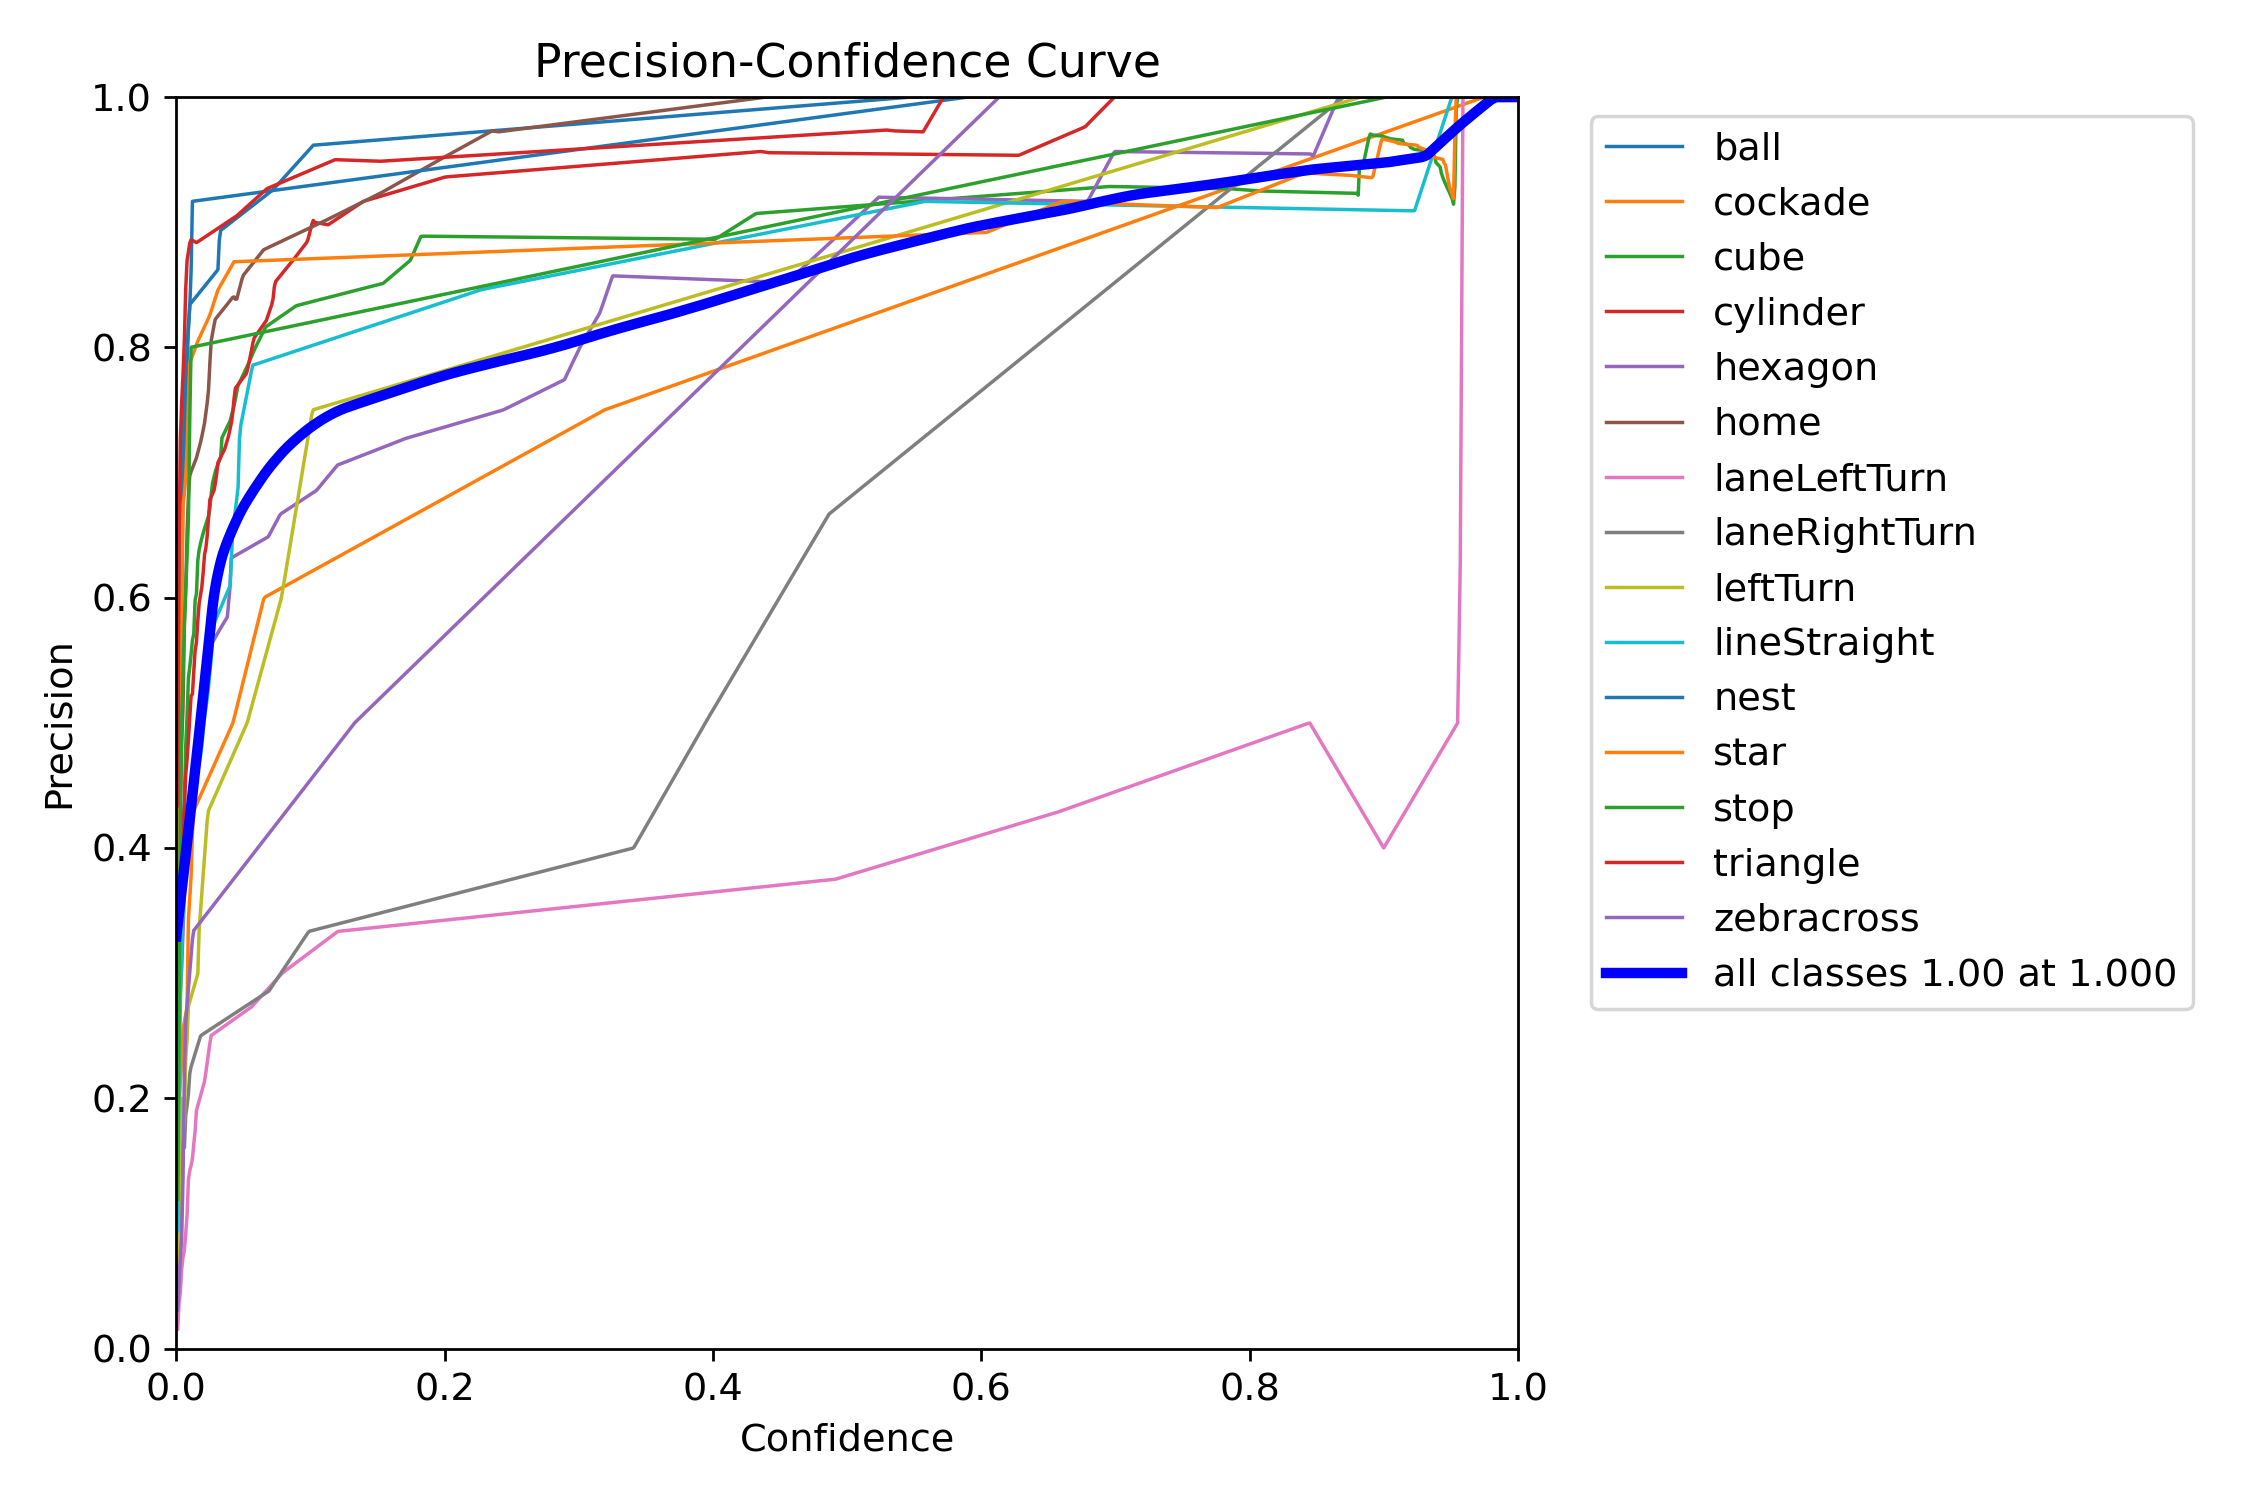 Precision-Confidence Curve
1.0
0.8
0.6
0.4
0.2
0.0
Precision
0.0 0.2 0.4 0.6 0.8 1.0
Confidence
ball
cockade
cube
cylinder
hexagon
home
laneLeftTurn
laneRightTurn
leftTurn
lineStraight
nest
star
stop
triangle
zebracross
all classes 1.00 at 1.000